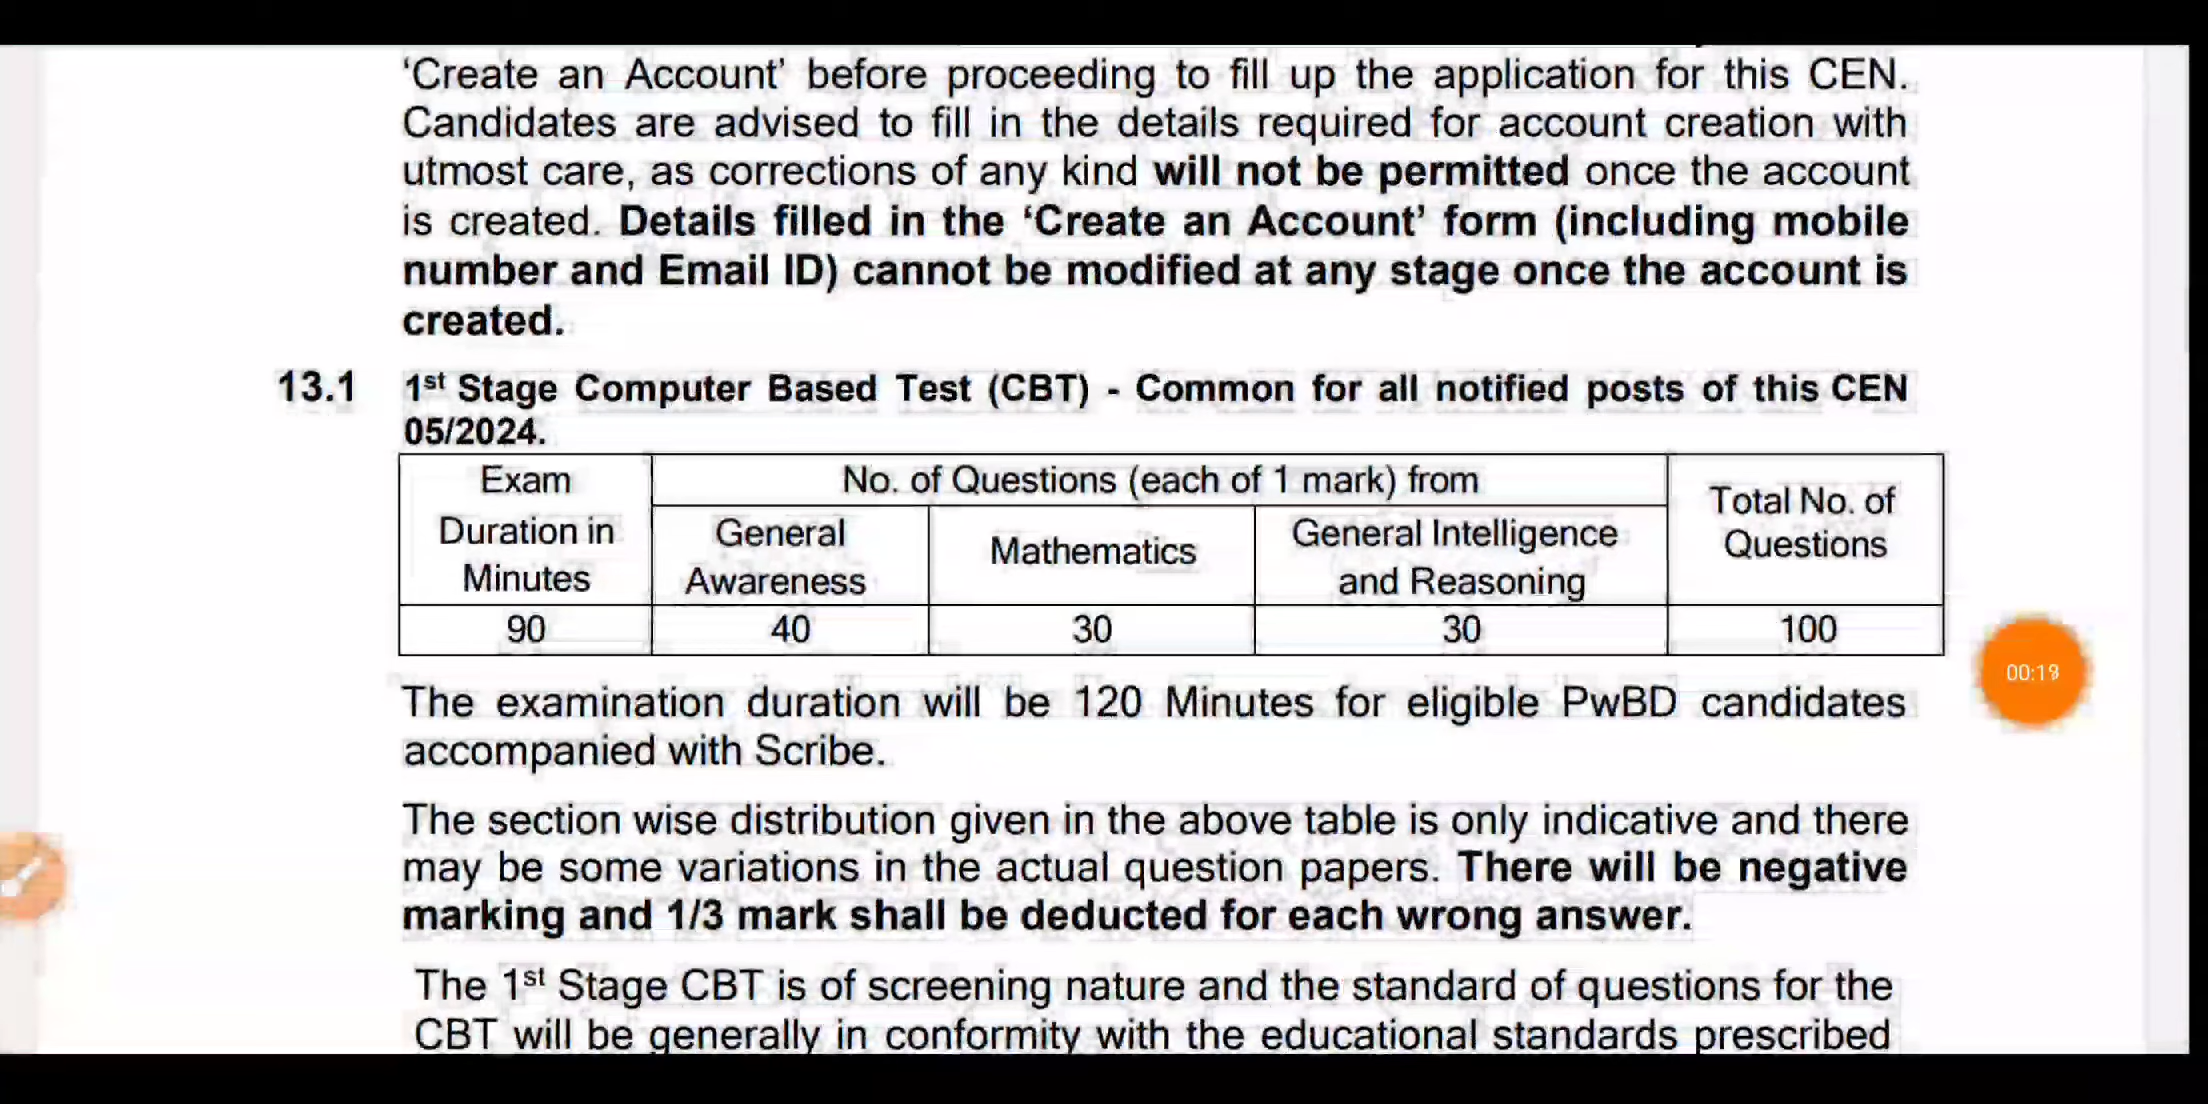 ‘Create an Account’ before proceeding to fill up the application for this CEN.
Candidates are advised to fill in the details required for account creation with
utmost care, as corrections of any kind will not be permitted once the account
is created. Details filled in the ‘Create an Account’ form (including mobile
number and Email ID) cannot be modified at any stage once the account is
created.
13.1 1st Stage Computer Based Test (CBT) - Common for all notified posts of this CEN
05/2024.
Exam Duration in Minutes
No. of Questions (each of 1 mark) from
Total No. of Questions
General Awareness
Mathematics
General Intelligence and Reasoning
90 40 30 30 100
The examination duration will be 120 Minutes for eligible PwBD candidates
accompanied with Scribe.
The section wise distribution given in the above table is only indicative and there
may be some variations in the actual question papers. There will be negative
marking and 1/3 mark shall be deducted for each wrong answer.
The 1st Stage CBT is of screening nature and the standard of questions for the
CBT will be generally in conformity with the educational standards prescribed
00:19